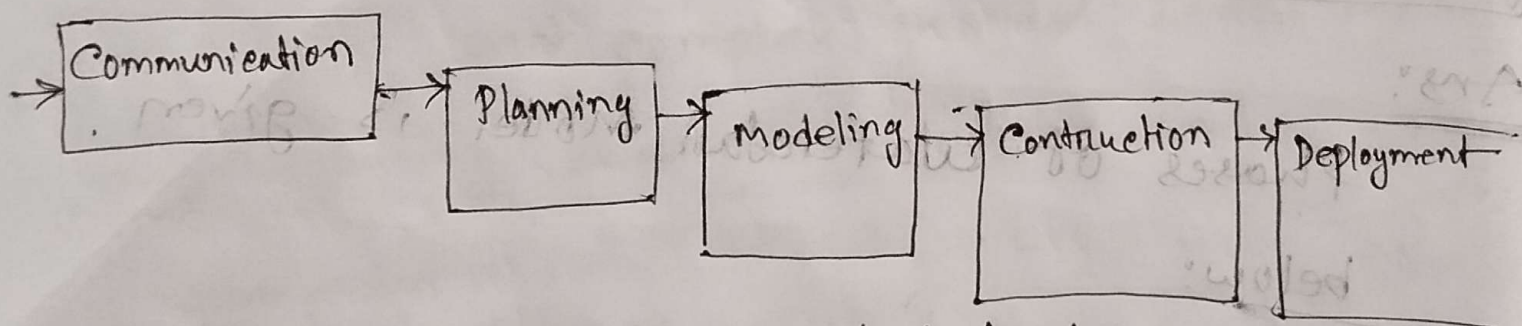 Communication
Planning
Modeling
Contruction
Deployment